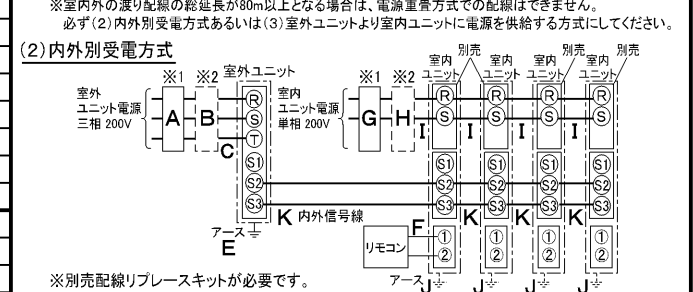 ※室内外の渡り配線の総延長が80m以上となる場合は、電源重畳方式での配線はできません。
必ず(2)内外別受電方式あるいは(3)室外ユニットより室内ユニットに電源を供給する方式にしてください。
(2)内外別受電方式
※1 ※2 室外ユニット
室外
ユニット電源
三相 200V
A B C
R
S
T
S1
S2
S3
アース
E
※1 ※2
室内
ユニット電源
単相 200V
G H
室内
ユニット
別売
室内
ユニット
室内
ユニット
別売
室内
ユニット
別売
R R R R
S S S S
I I I I
S1 S1 S1 S1
S2 S2 S2 S2
S3 S3 S3 S3
K 内外信号線
K K K
リモコン
F
① ① ① ①
② ② ② ②
アース
J J J J
※別売配線リプレースキットが必要です。